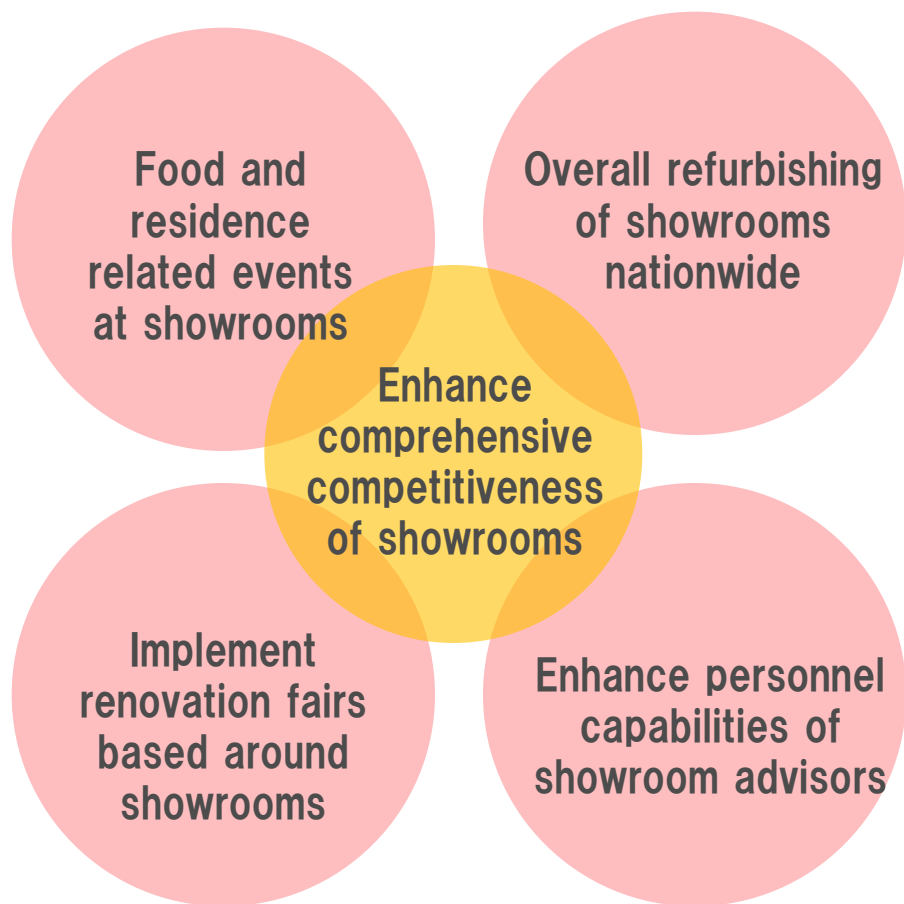 Food and
residence
related events
at showrooms
Overall refurbishing
of showrooms
nationwide
Enhance
comprehensive
competitiveness
of showrooms
Implement
renovation fairs
based around
showrooms
Enhance personnel
capabilities of
showroom advisors